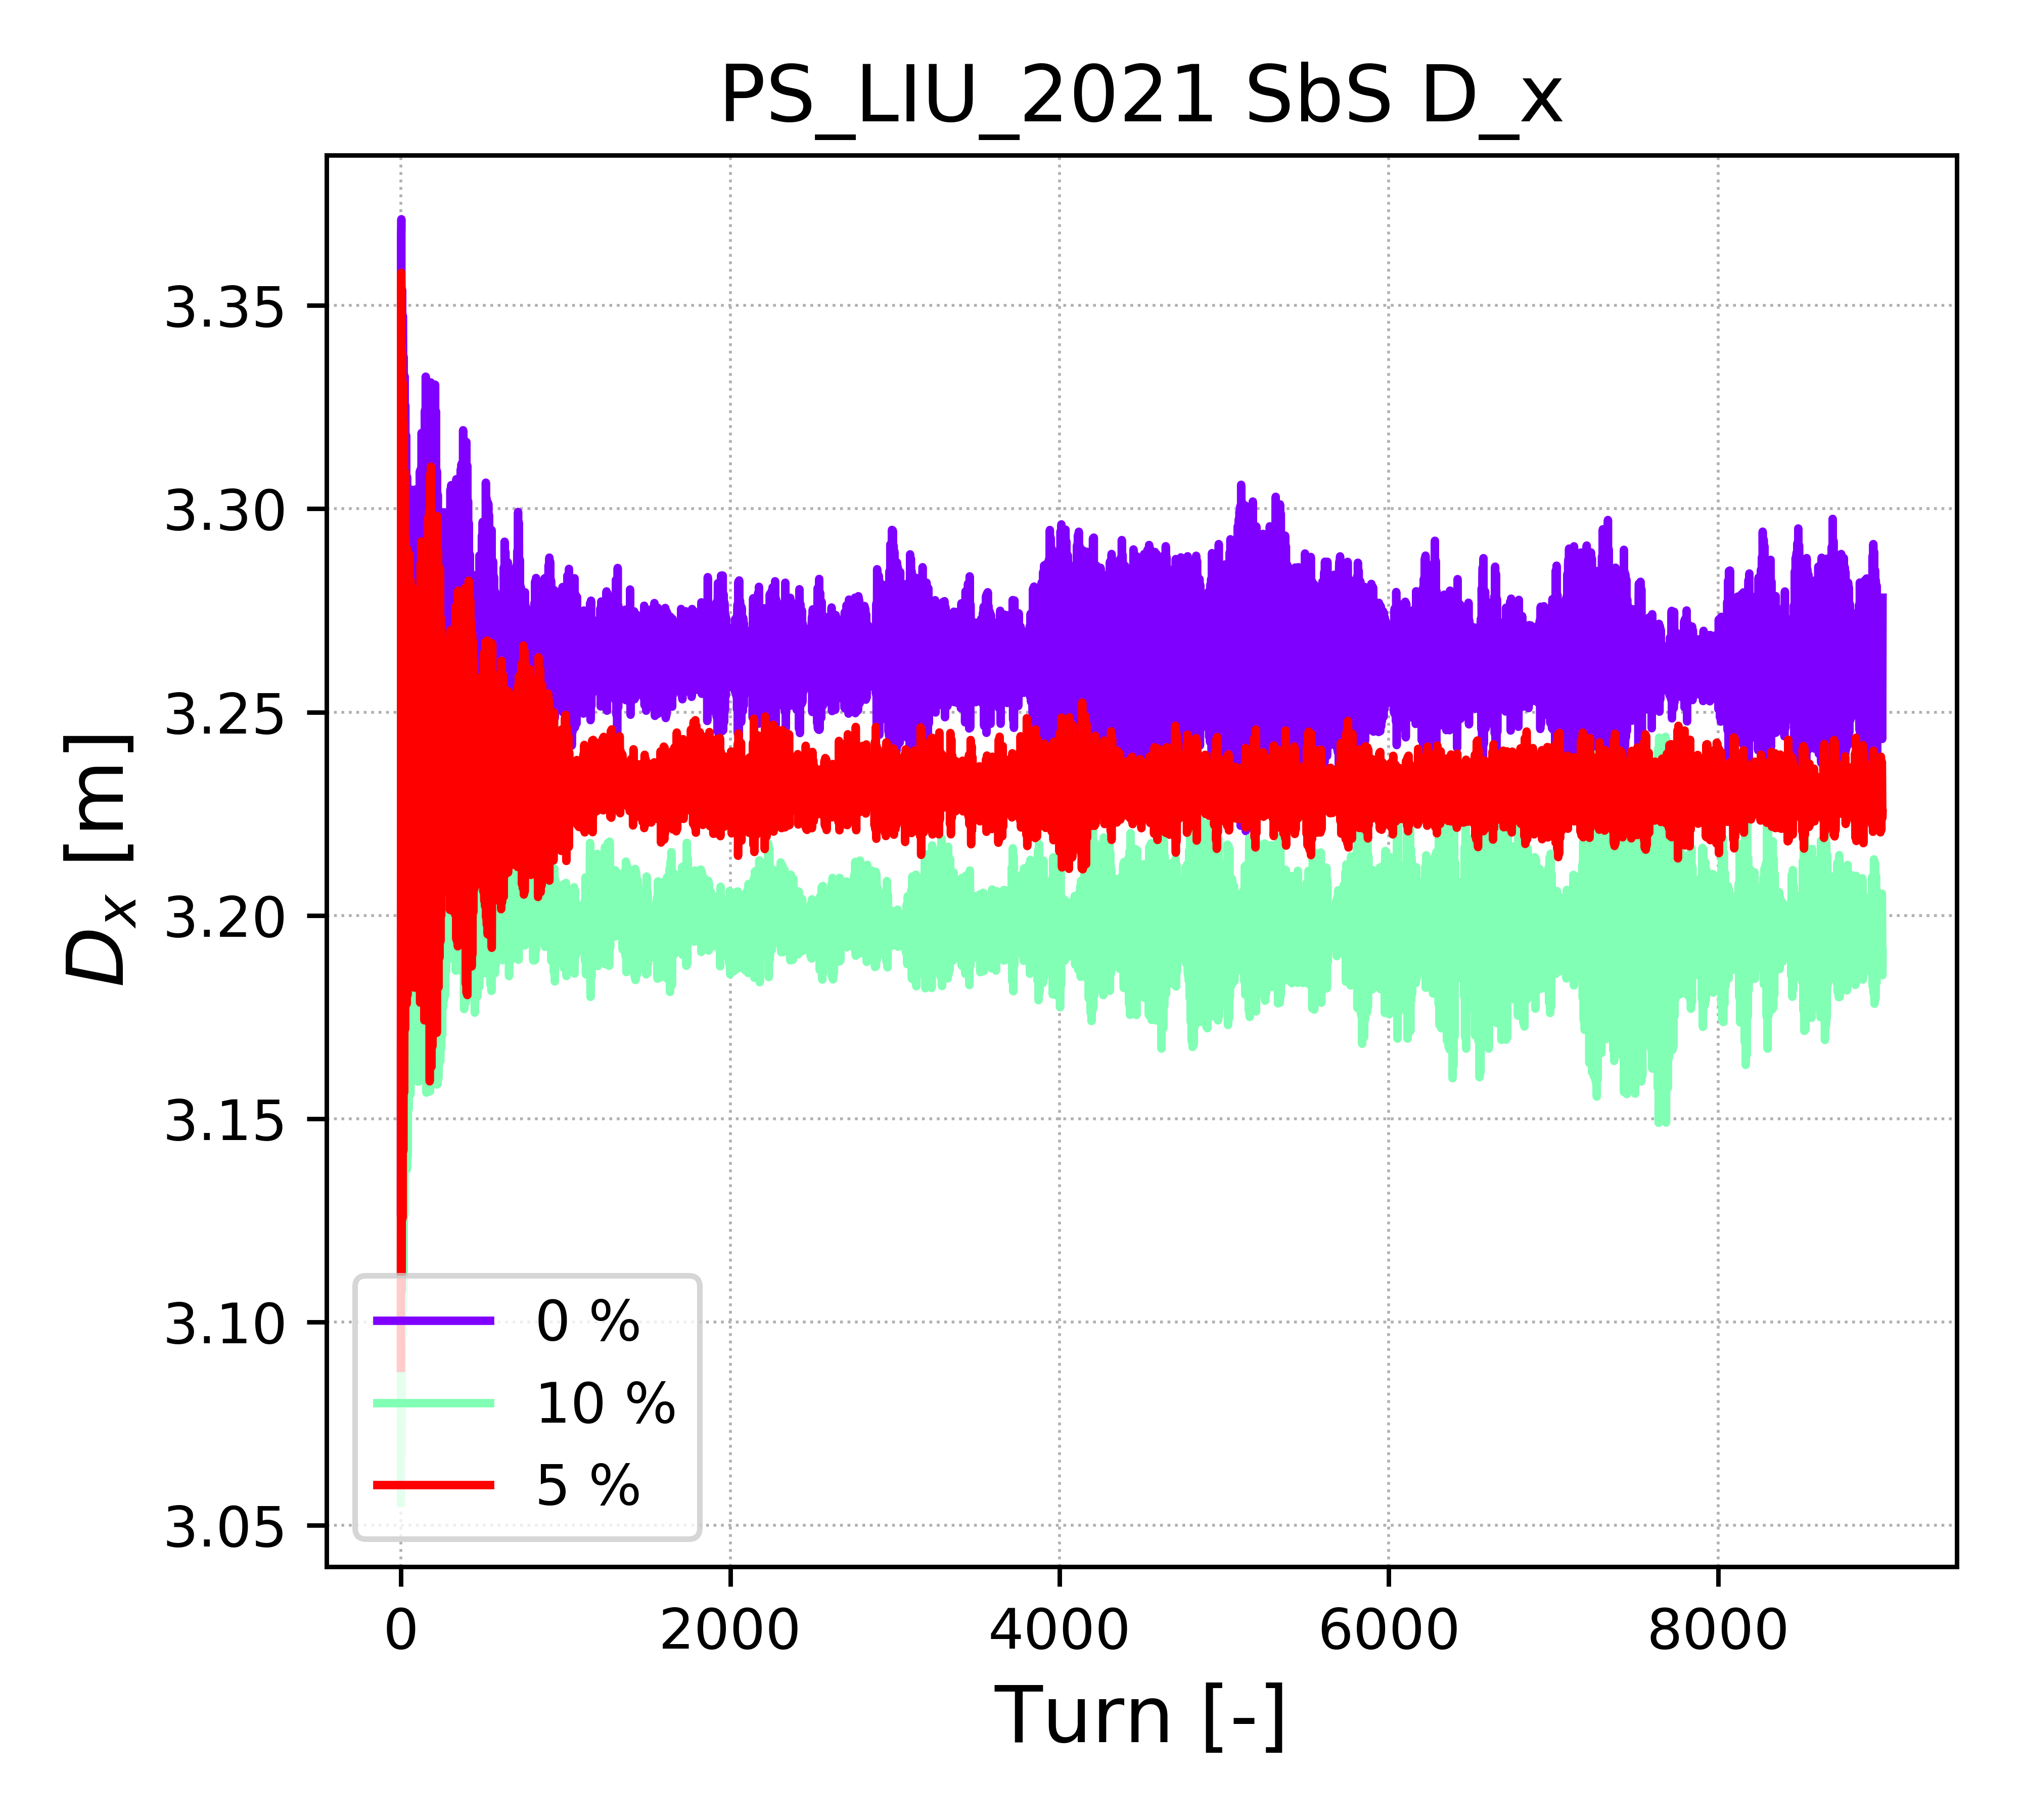 PS_LIU_2021 SbS D_x
D_x [m]
3.35
3.30
3.25
3.20
3.15
3.10
3.05
0 %
10 %
5 %
0 2000 4000 6000 8000
Turn [-]